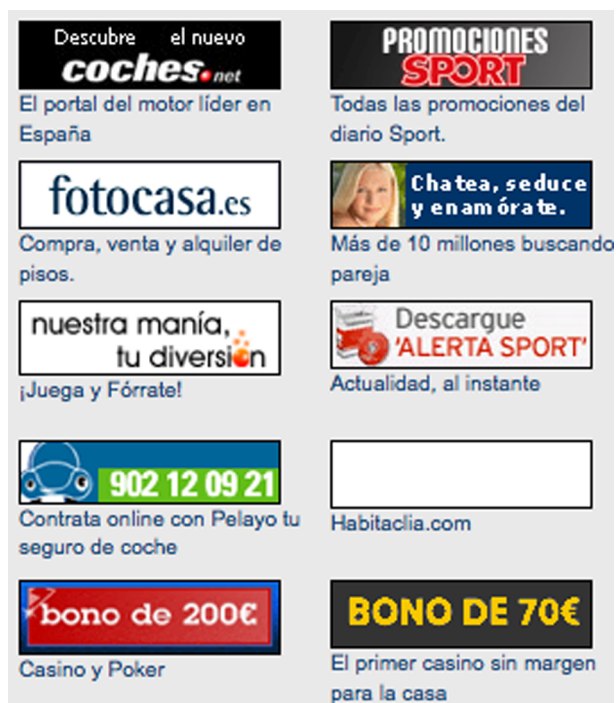 Descubre el nuevo
coches.net
El portal del motor líder en
España
PROMOCIONES
SPORT
Todas las promociones del
diario Sport.
fotocasa.es
Compra, venta y alquiler de
pisos.
Chatea, seduce
y enamórate.
Más de 10 millones buscando
pareja
nuestra manía,
tu diversión
¡Juega y Fórrate!
Descargue
'ALERTA SPORT'
Actualidad, al instante
902 12 09 21
Contrata online con Pelayo tu
seguro de coche
Habitaclia.com
bono de 200€
Casino y Poker
BONO DE 70€
El primer casino sin margen
para la casa